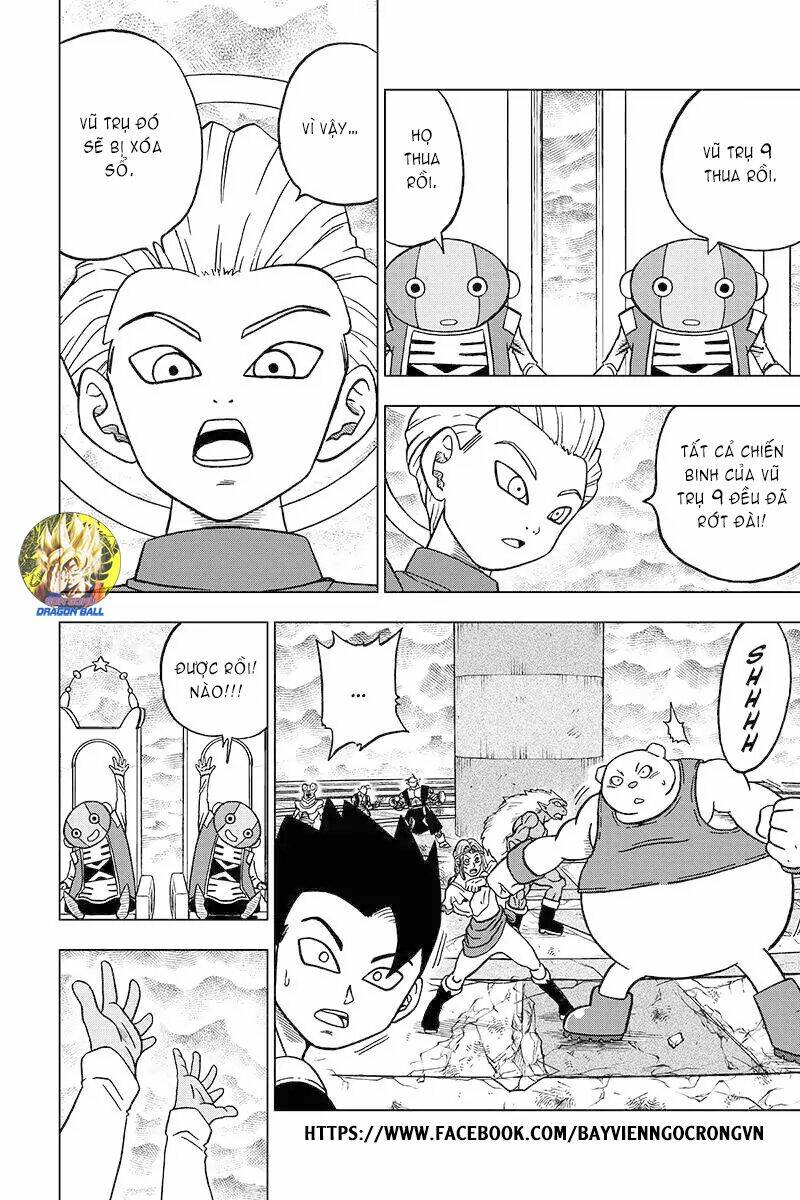 VŨ TRỤ 9
THUA RỒI.
HỌ
THUA
RỒI.
VÌ VẬY...
VŨ TRỤ ĐÓ
SẼ BỊ XÓA
SỔ.
TẤT CẢ CHIẾN
BINH CỦA VŨ
TRỤ 9 ĐỀU ĐÃ
RỚT ĐÀI!
DRAGON BALL
SHHHH
...
ĐƯỢC RỒI!
NÀO!!!
HTTPS://WWW.FACEBOOK.COM/BAYVIENNGOCRONGVN